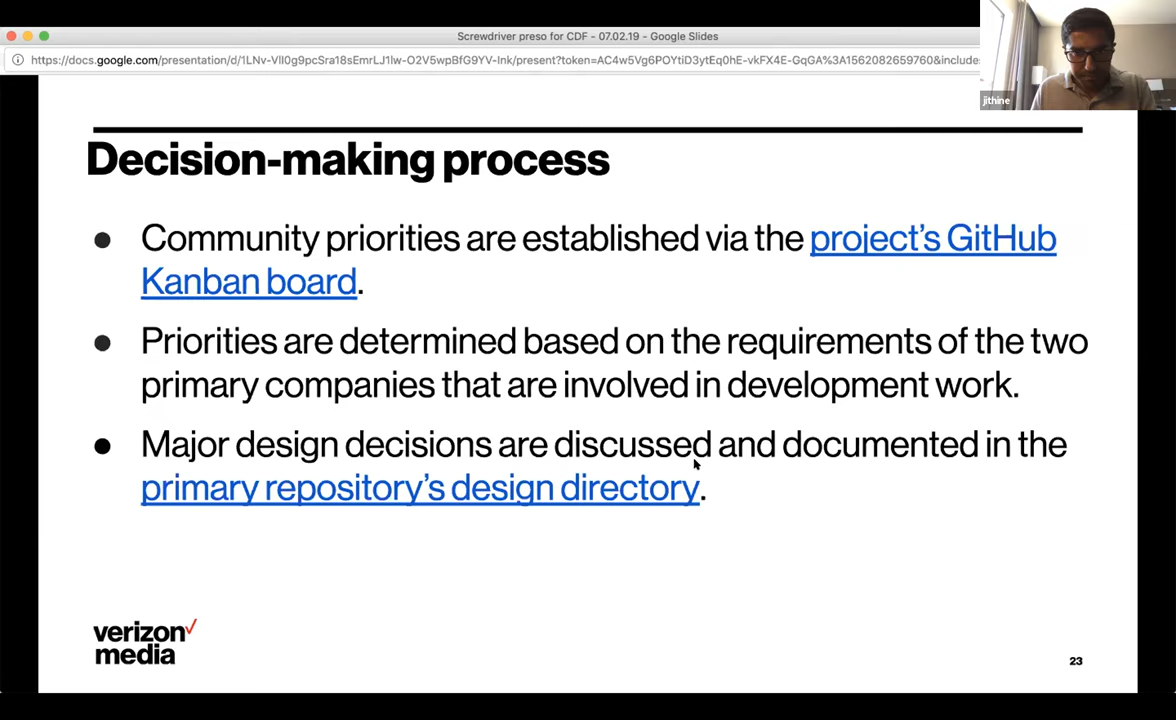 Screwdriver preso for CDF - 07.02.19 - Google Slides
jithine
Decision-making process
● Community priorities are established via the project's GitHub
Kanban board.
● Priorities are determined based on the requirements of the two
primary companies that are involved in development work.
● Major design decisions are discussed and documented in the
primary repository's design directory.
verizon✓
media
23